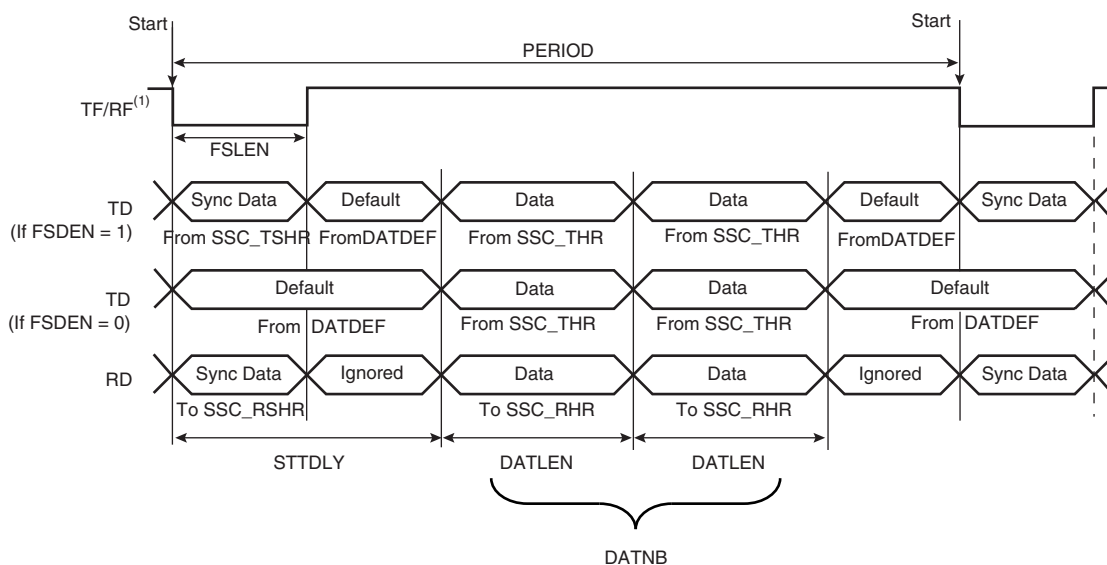 Start
Start
PERIOD
TF/RF(1)
FSLEN
TD
(If FSDEN = 1)
Sync Data
Default
Data
Data
Default
Sync Data
From SSC_TSHR
FromDATDEF
From SSC_THR
From SSC_THR
FromDATDEF
TD
(If FSDEN = 0)
Default
Data
Data
Default
From DATDEF
From SSC_THR
From SSC_THR
From DATDEF
RD
Sync Data
Ignored
Data
Data
Ignored
Sync Data
To SSC_RSHR
To SSC_RHR
To SSC_RHR
STTDLY
DATLEN
DATLEN
DATNB